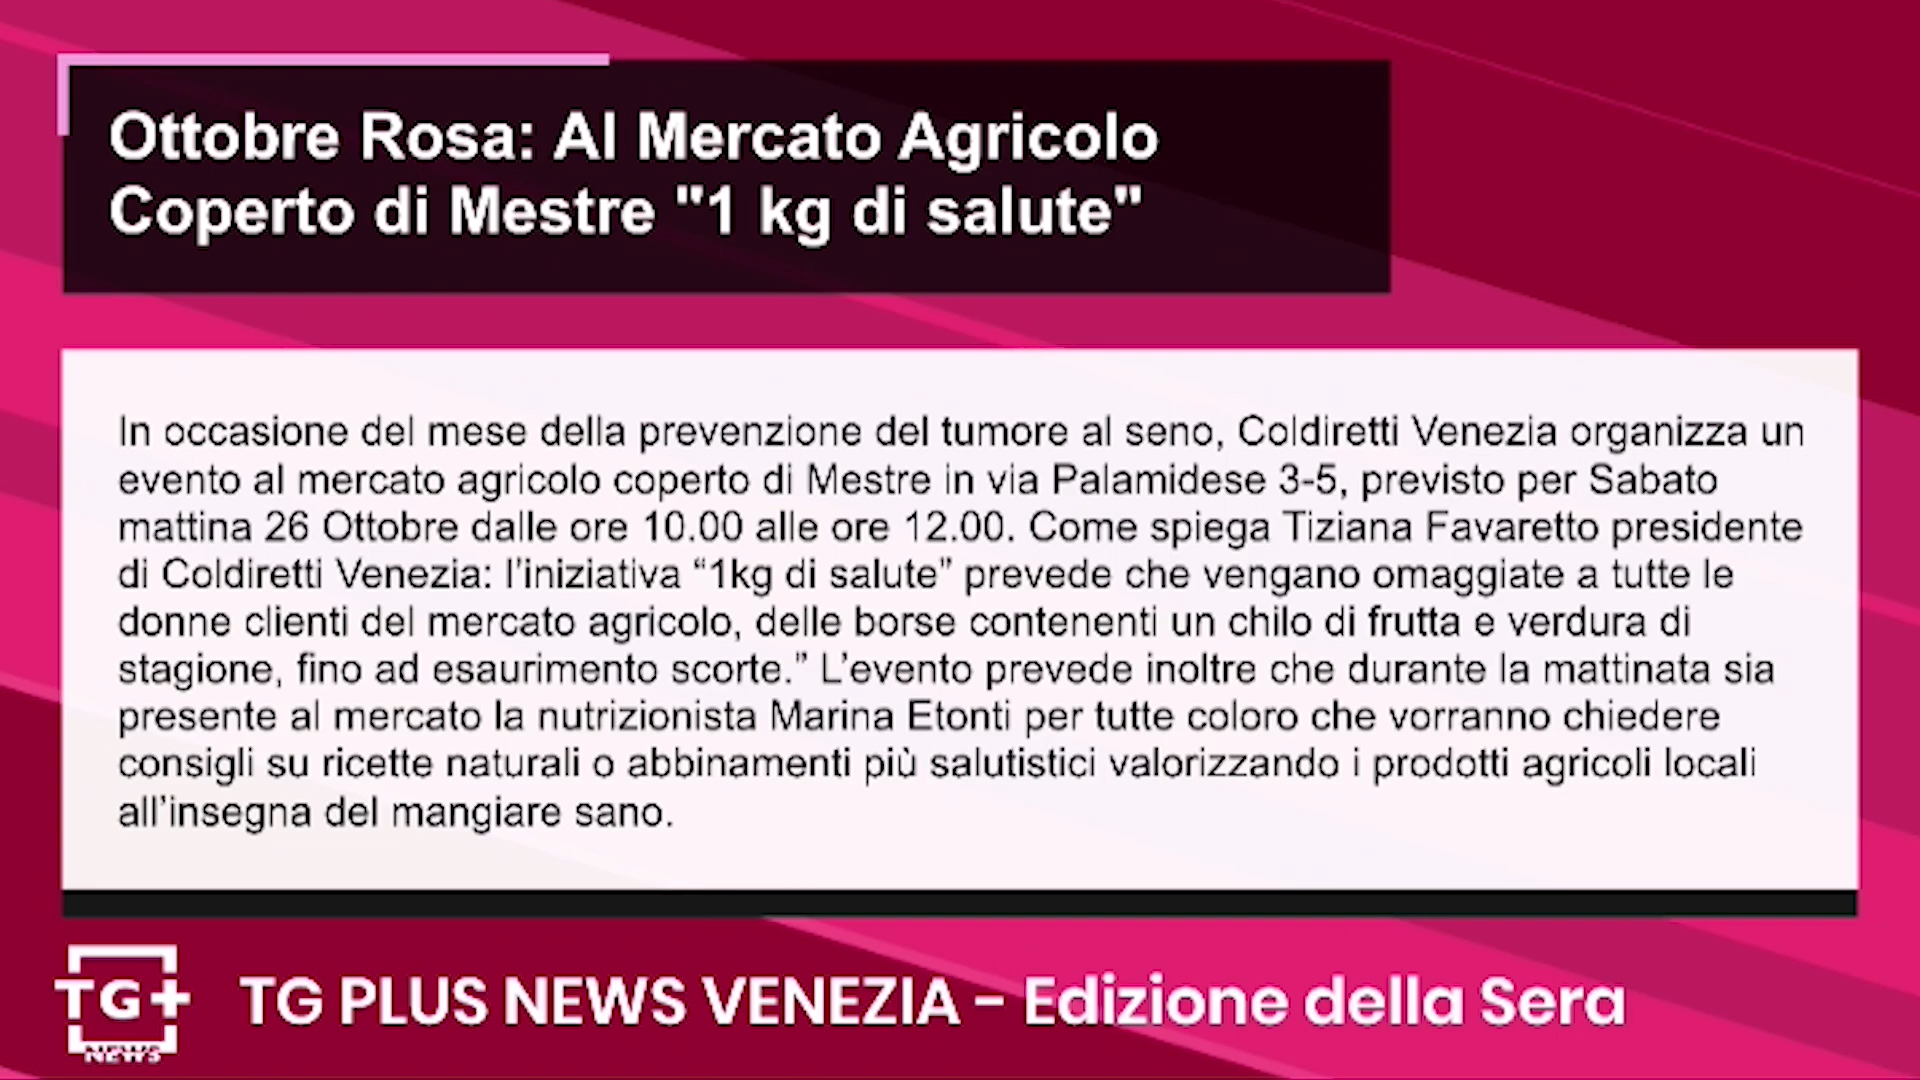 Ottobre Rosa: Al Mercato Agricolo
Coperto di Mestre "1 kg di salute"
In occasione del mese della prevenzione del tumore al seno, Coldiretti Venezia organizza un
evento al mercato agricolo coperto di Mestre in via Palamidese 3-5, previsto per Sabato
mattina 26 Ottobre dalle ore 10.00 alle ore 12.00. Come spiega Tiziana Favaretto presidente
di Coldiretti Venezia: l’iniziativa “1kg di salute” prevede che vengano omaggiate a tutte le
donne clienti del mercato agricolo, delle borse contenenti un chilo di frutta e verdura di
stagione, fino ad esaurimento scorte.” L’evento prevede inoltre che durante la mattinata sia
presente al mercato la nutrizionista Marina Etonti per tutte coloro che vorranno chiedere
consigli su ricette naturali o abbinamenti più salutistici valorizzando i prodotti agricoli locali
all’insegna del mangiare sano.
TG+
NEWS
TG PLUS NEWS VENEZIA - Edizione della Sera